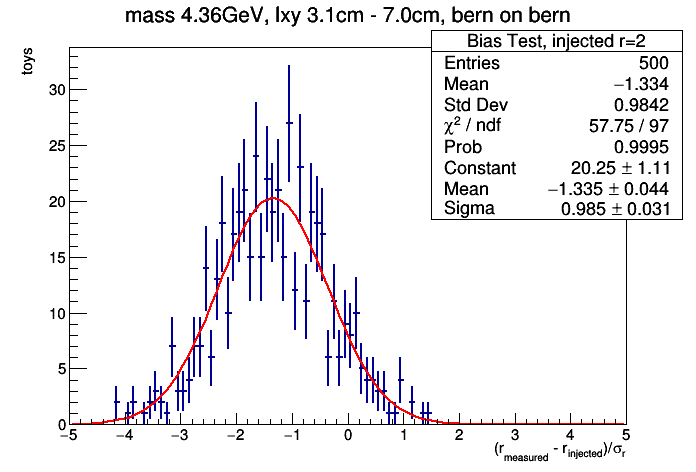 mass 4.36GeV, lxy 3.1cm - 7.0cm, bern on bern
Bias Test, injected r=2
Entries 500
Mean −1.334
Std Dev 0.9842
χ² / ndf 57.75 / 97
Prob 0.9995
Constant 20.25 ± 1.11
Mean −1.335 ± 0.044
Sigma 0.985 ± 0.031
toys
30
25
20
15
10
5
0
−5 −4 −3 −2 −1 0 1 2 3 4 5
(r_measured - r_injected)/σ_r